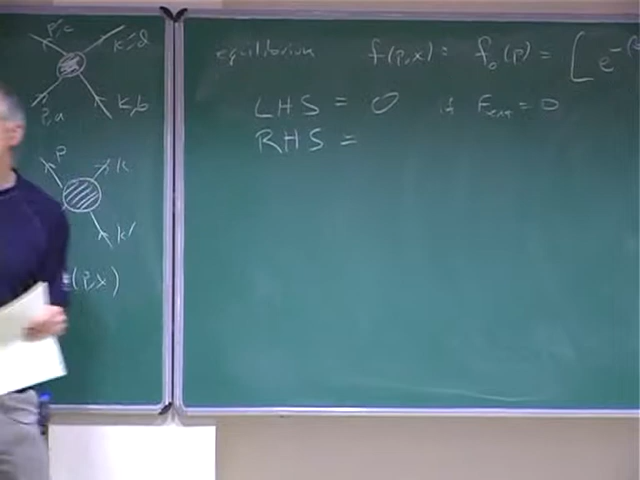 p',c
k',d
p,a
k,b
p
k
k'
(p,x)
equilibrium f(p,x) = f₀(p) = [e^-(
LHS = 0 if F_ext = 0
RHS =